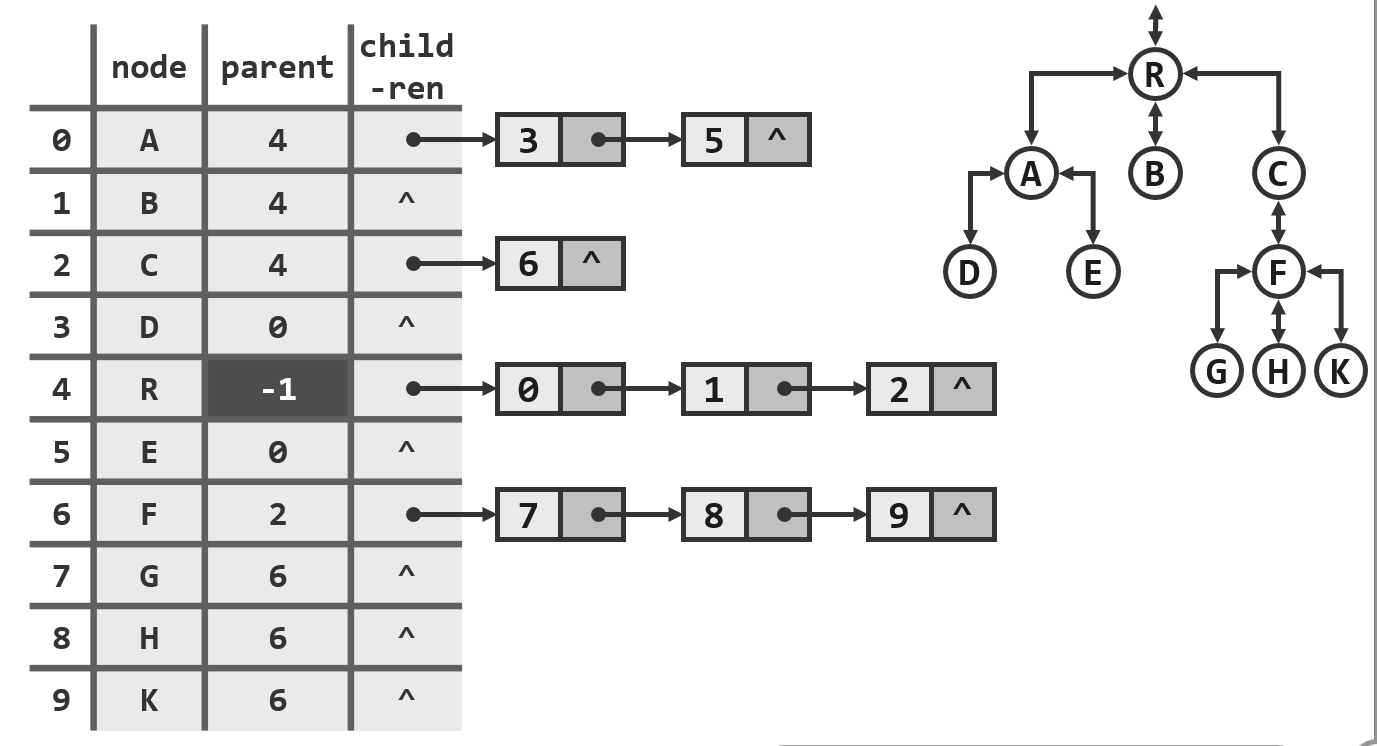 node parent child
-ren
0 A 4 3 5 ^
1 B 4 ^
2 C 4 6 ^
3 D 0 ^
4 R -1 0 1 2 ^
5 E 0 ^
6 F 2 7 8 9 ^
7 G 6 ^
8 H 6 ^
9 K 6 ^
R
A B C
D E F
G H K